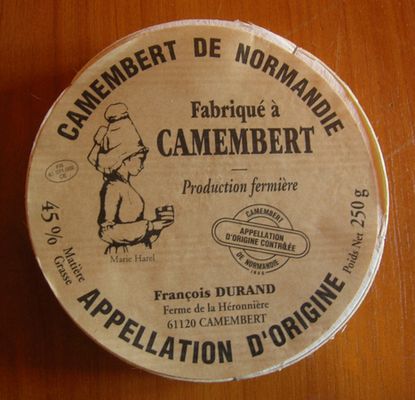 CAMEMBERT DE NORMANDIE
Fabriqué à
CAMEMBERT
Production fermière
CAMEMBERT
APPELLATION
D'ORIGINE CONTRÔLÉE
DE NORMANDIE
Marie Harel
45% Matière
Grasse
Poids Net 250 g
François DURAND
Ferme de la Héronnière
61120 CAMEMBERT
APPELLATION D'ORIGINE